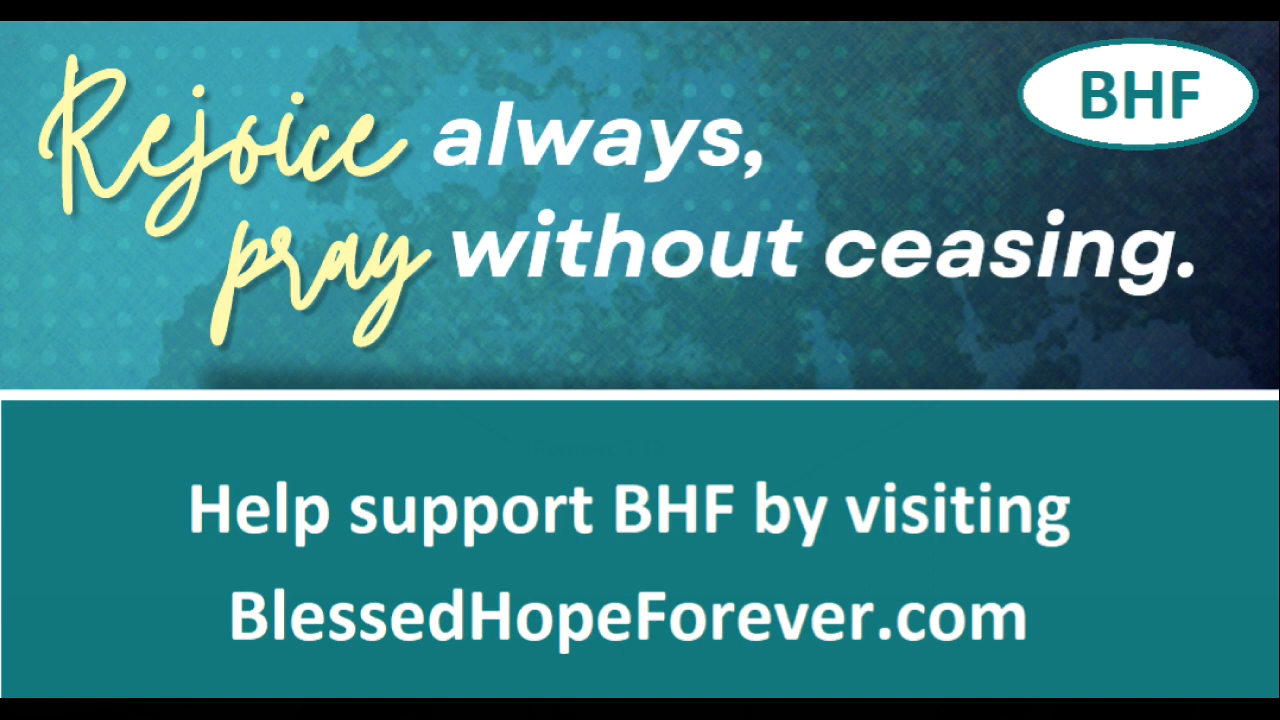 BHF
Rejoice always,
pray without ceasing.
Help support BHF by visiting
BlessedHopeForever.com